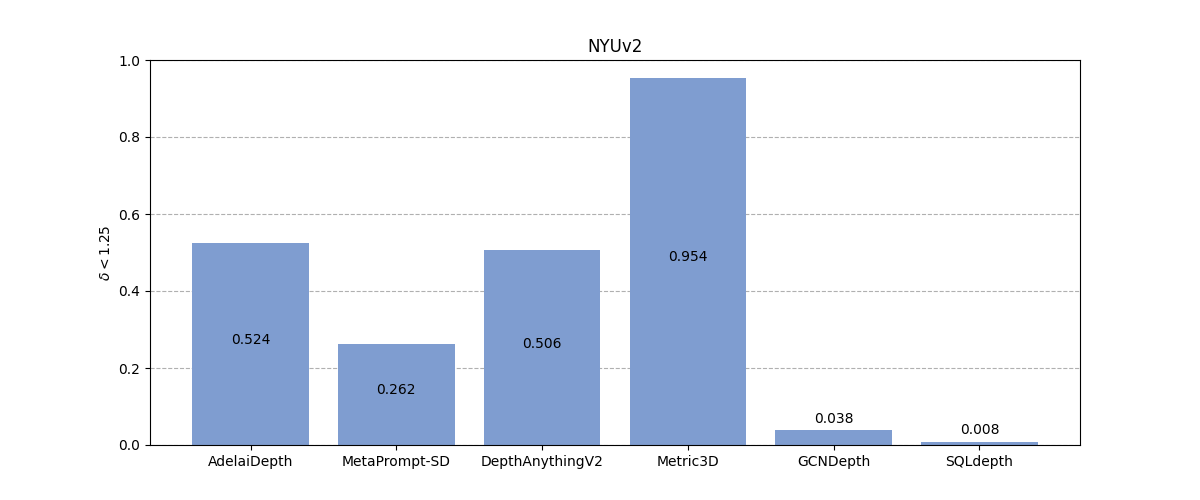 NYUv2
δ < 1.25
1.0
0.8
0.6
0.4
0.2
0.0
0.524
0.262
0.506
0.954
0.038
0.008
AdelaiDepth
MetaPrompt-SD
DepthAnythingV2
Metric3D
GCNDepth
SQLdepth